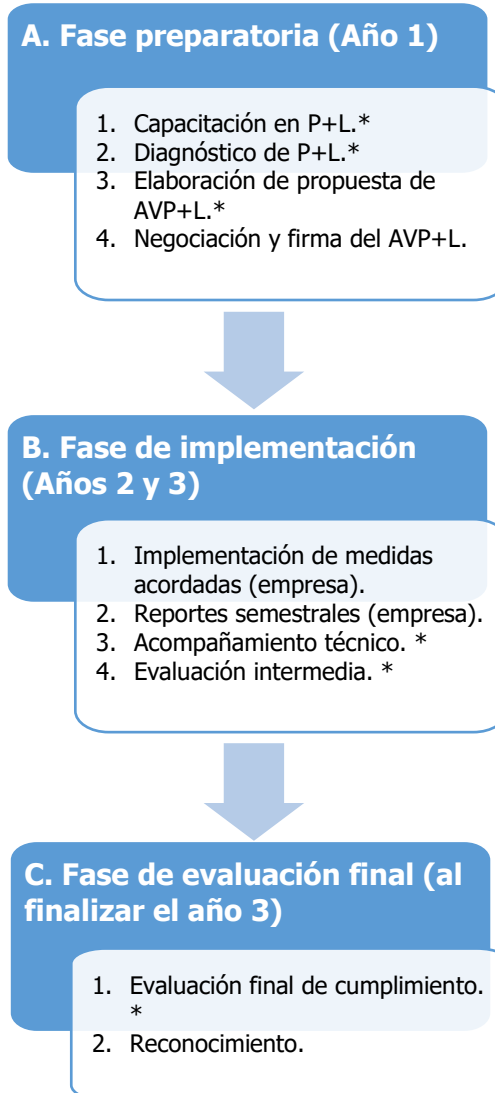 A. Fase preparatoria (Año 1)
1. Capacitación en P+L.*
2. Diagnóstico de P+L.*
3. Elaboración de propuesta de
AVP+L.*
4. Negociación y firma del AVP+L.
B. Fase de implementación
(Años 2 y 3)
1. Implementación de medidas
acordadas (empresa).
2. Reportes semestrales (empresa).
3. Acompañamiento técnico. *
4. Evaluación intermedia. *
C. Fase de evaluación final (al
finalizar el año 3)
1. Evaluación final de cumplimiento.
*
2. Reconocimiento.